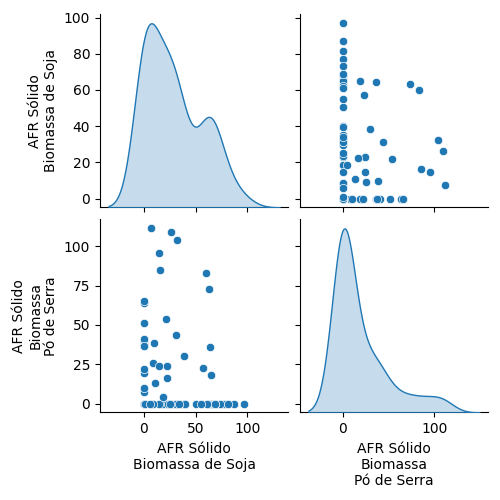 100
80
60
40
20
0
AFR Sólido
Biomassa de Soja
100
75
50
25
0
AFR Sólido
Biomassa
Pó de Serra
0
50
100
AFR Sólido
Biomassa de Soja
0
100
AFR Sólido
Biomassa
Pó de Serra